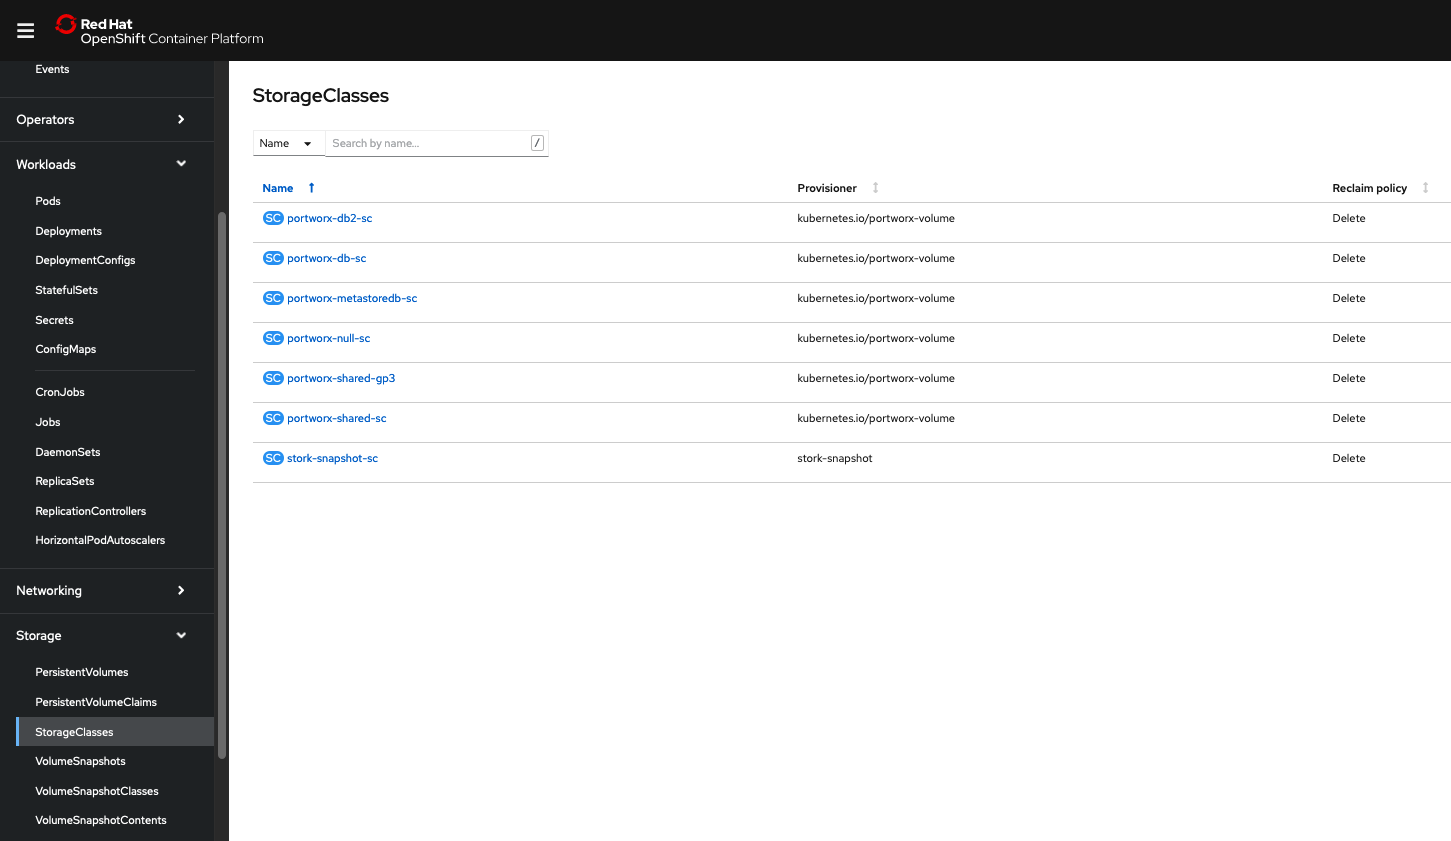 Red Hat
OpenShift Container Platform
Events
Operators
Workloads
Pods
Deployments
DeploymentConfigs
StatefulSets
Secrets
ConfigMaps
CronJobs
Jobs
DaemonSets
ReplicaSets
ReplicationControllers
HorizontalPodAutoscalers
Networking
Storage
PersistentVolumes
PersistentVolumeClaims
StorageClasses
VolumeSnapshots
VolumeSnapshotClasses
VolumeSnapshotContents
StorageClasses
Name Search by name... /
Name Provisioner Reclaim policy
SC portworx-db2-sc kubernetes.io/portworx-volume Delete
SC portworx-db-sc kubernetes.io/portworx-volume Delete
SC portworx-metastoredb-sc kubernetes.io/portworx-volume Delete
SC portworx-null-sc kubernetes.io/portworx-volume Delete
SC portworx-shared-gp3 kubernetes.io/portworx-volume Delete
SC portworx-shared-sc kubernetes.io/portworx-volume Delete
SC stork-snapshot-sc stork-snapshot Delete